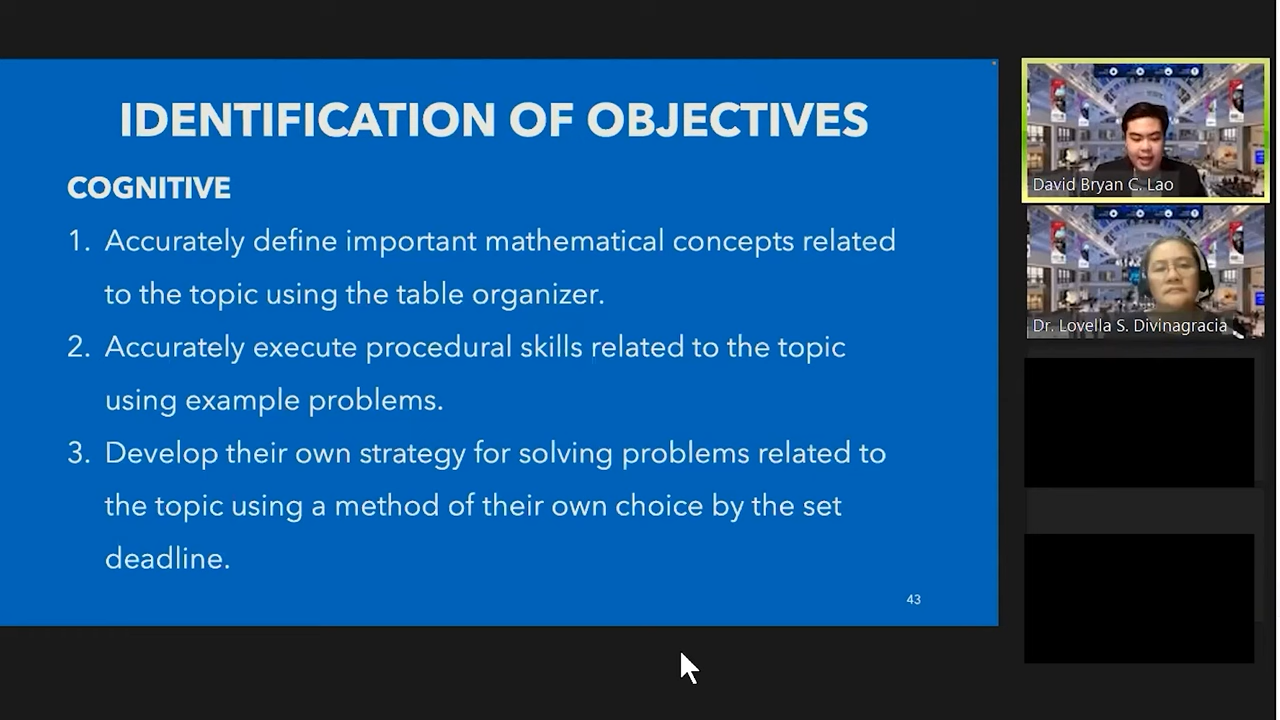 IDENTIFICATION OF OBJECTIVES
COGNITIVE
1. Accurately define important mathematical concepts related
to the topic using the table organizer.
2. Accurately execute procedural skills related to the topic
using example problems.
3. Develop their own strategy for solving problems related to
the topic using a method of their own choice by the set
deadline.
43
David Bryan C. Lao
Dr. Lovella S. Divinagracia